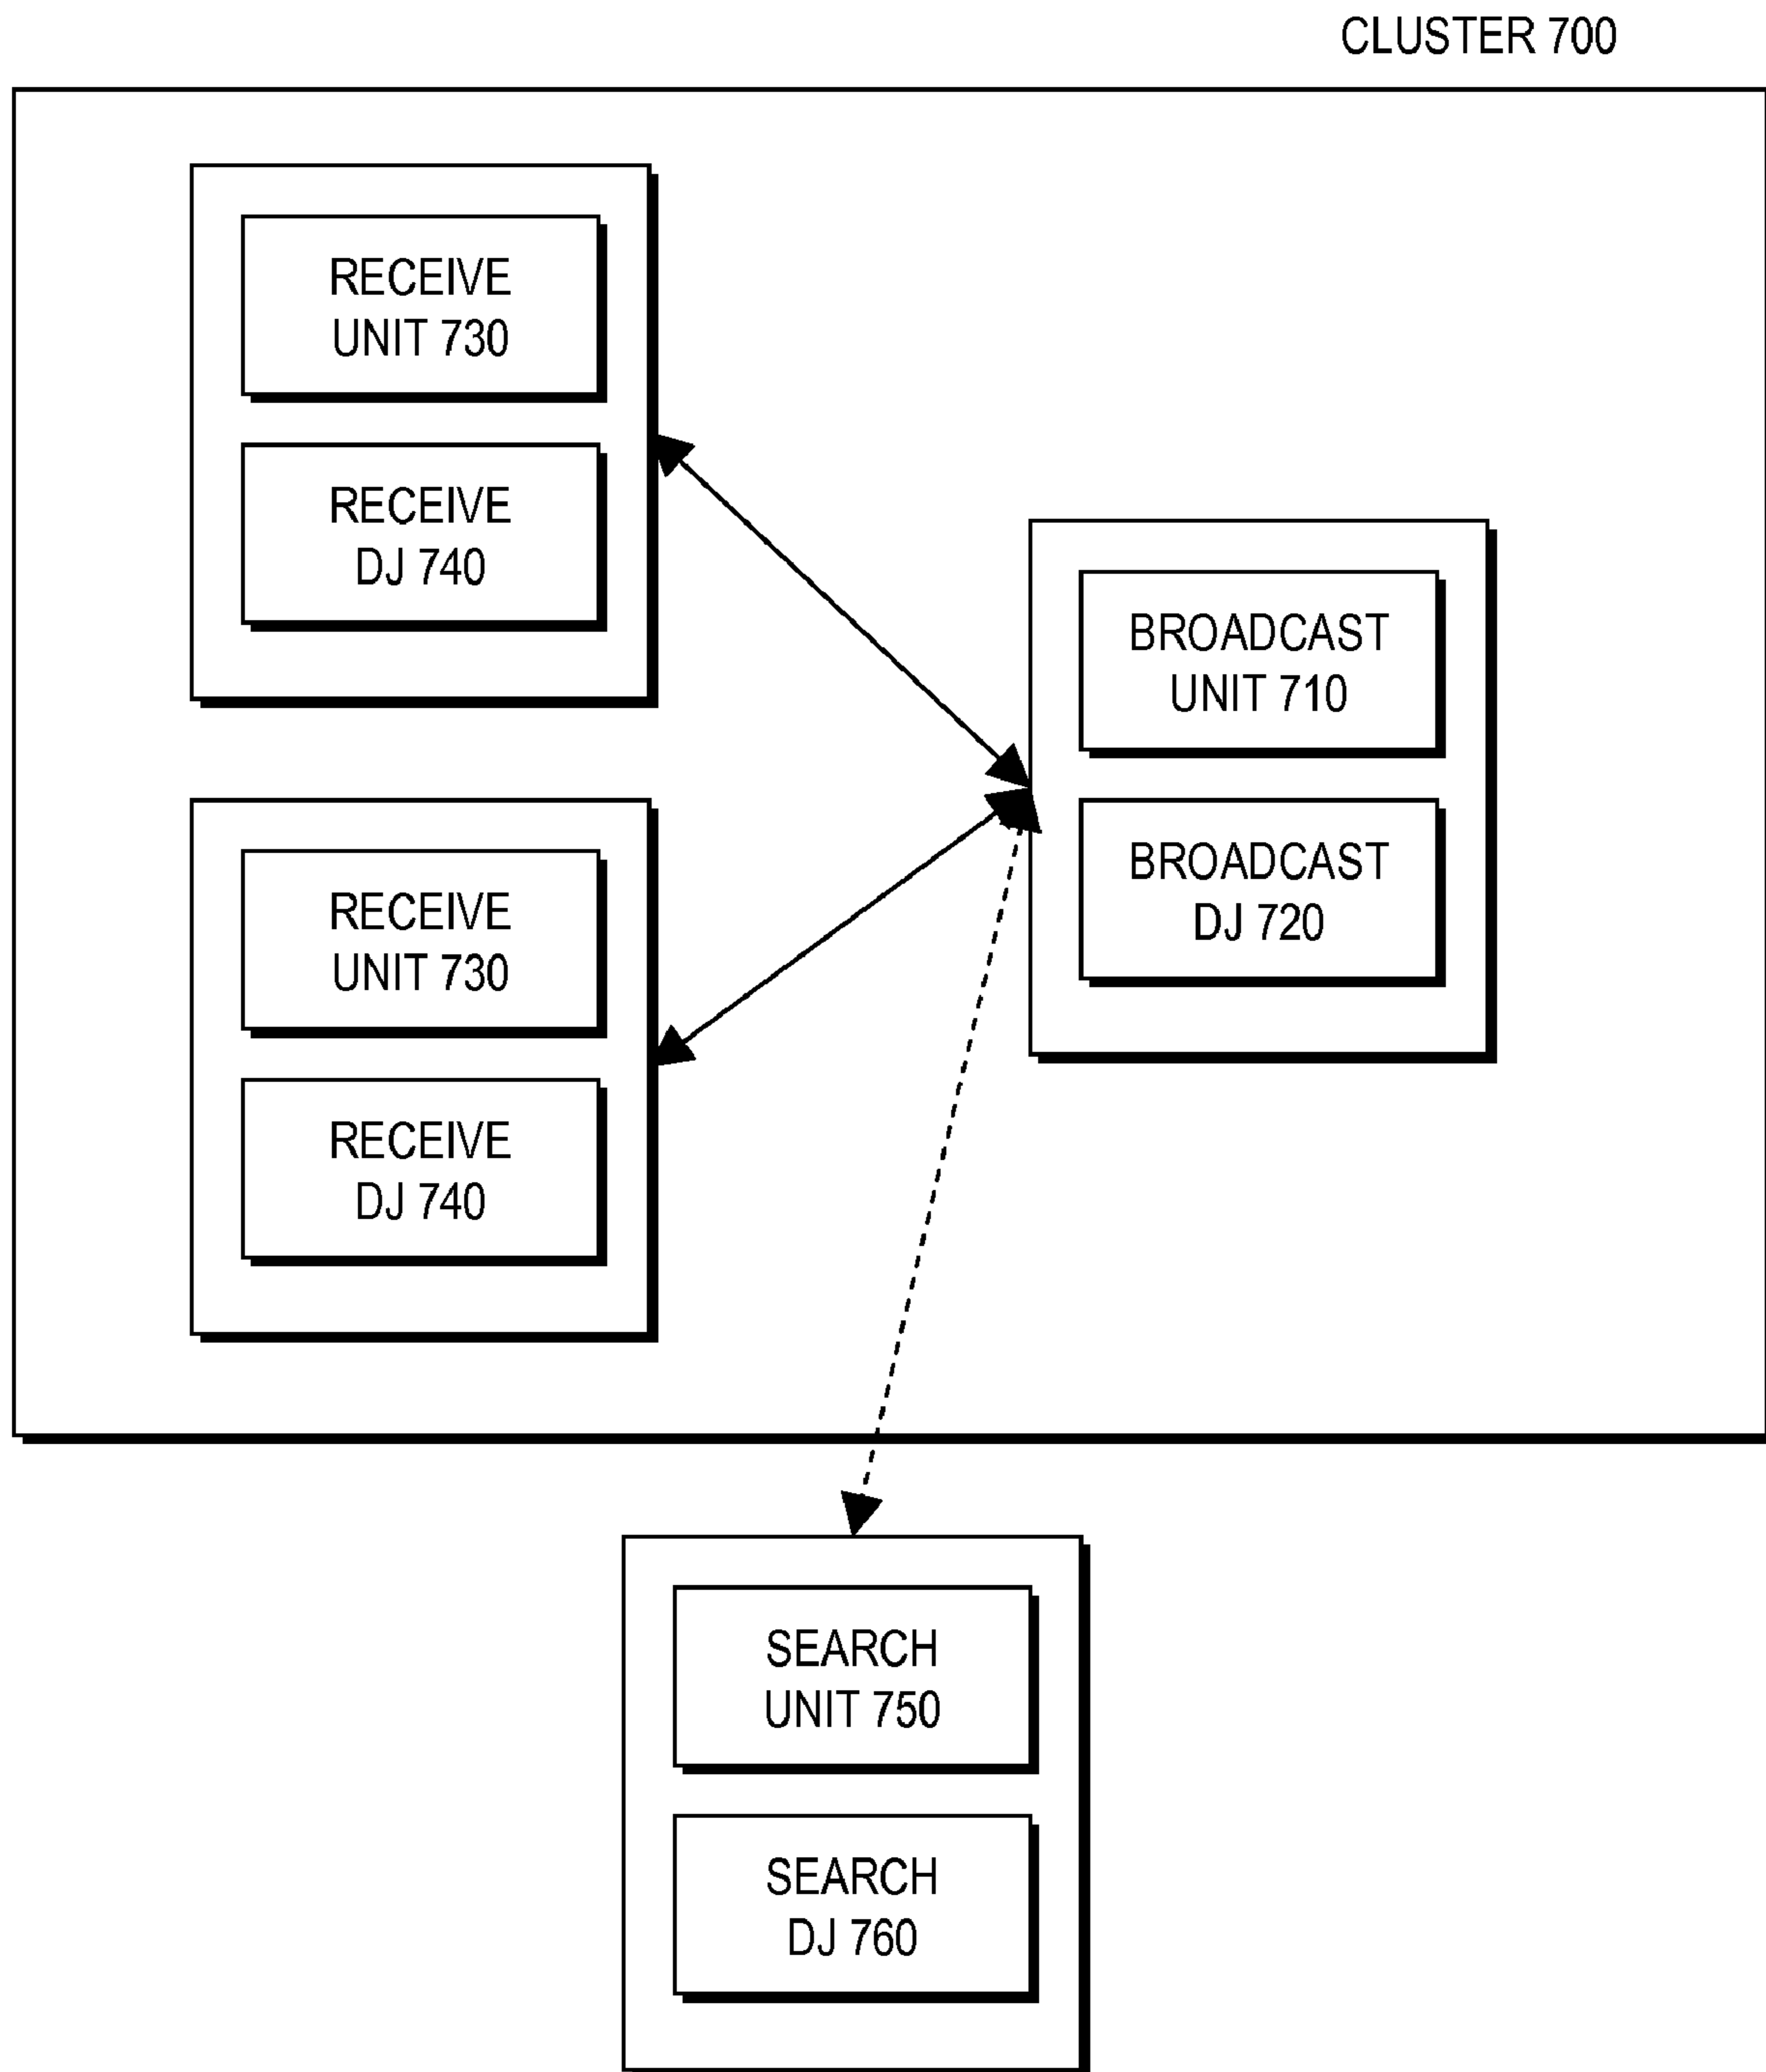 CLUSTER 700
RECEIVE
UNIT 730
RECEIVE
DJ 740
BROADCAST
UNIT 710
BROADCAST
DJ 720
RECEIVE
UNIT 730
RECEIVE
DJ 740
SEARCH
UNIT 750
SEARCH
DJ 760